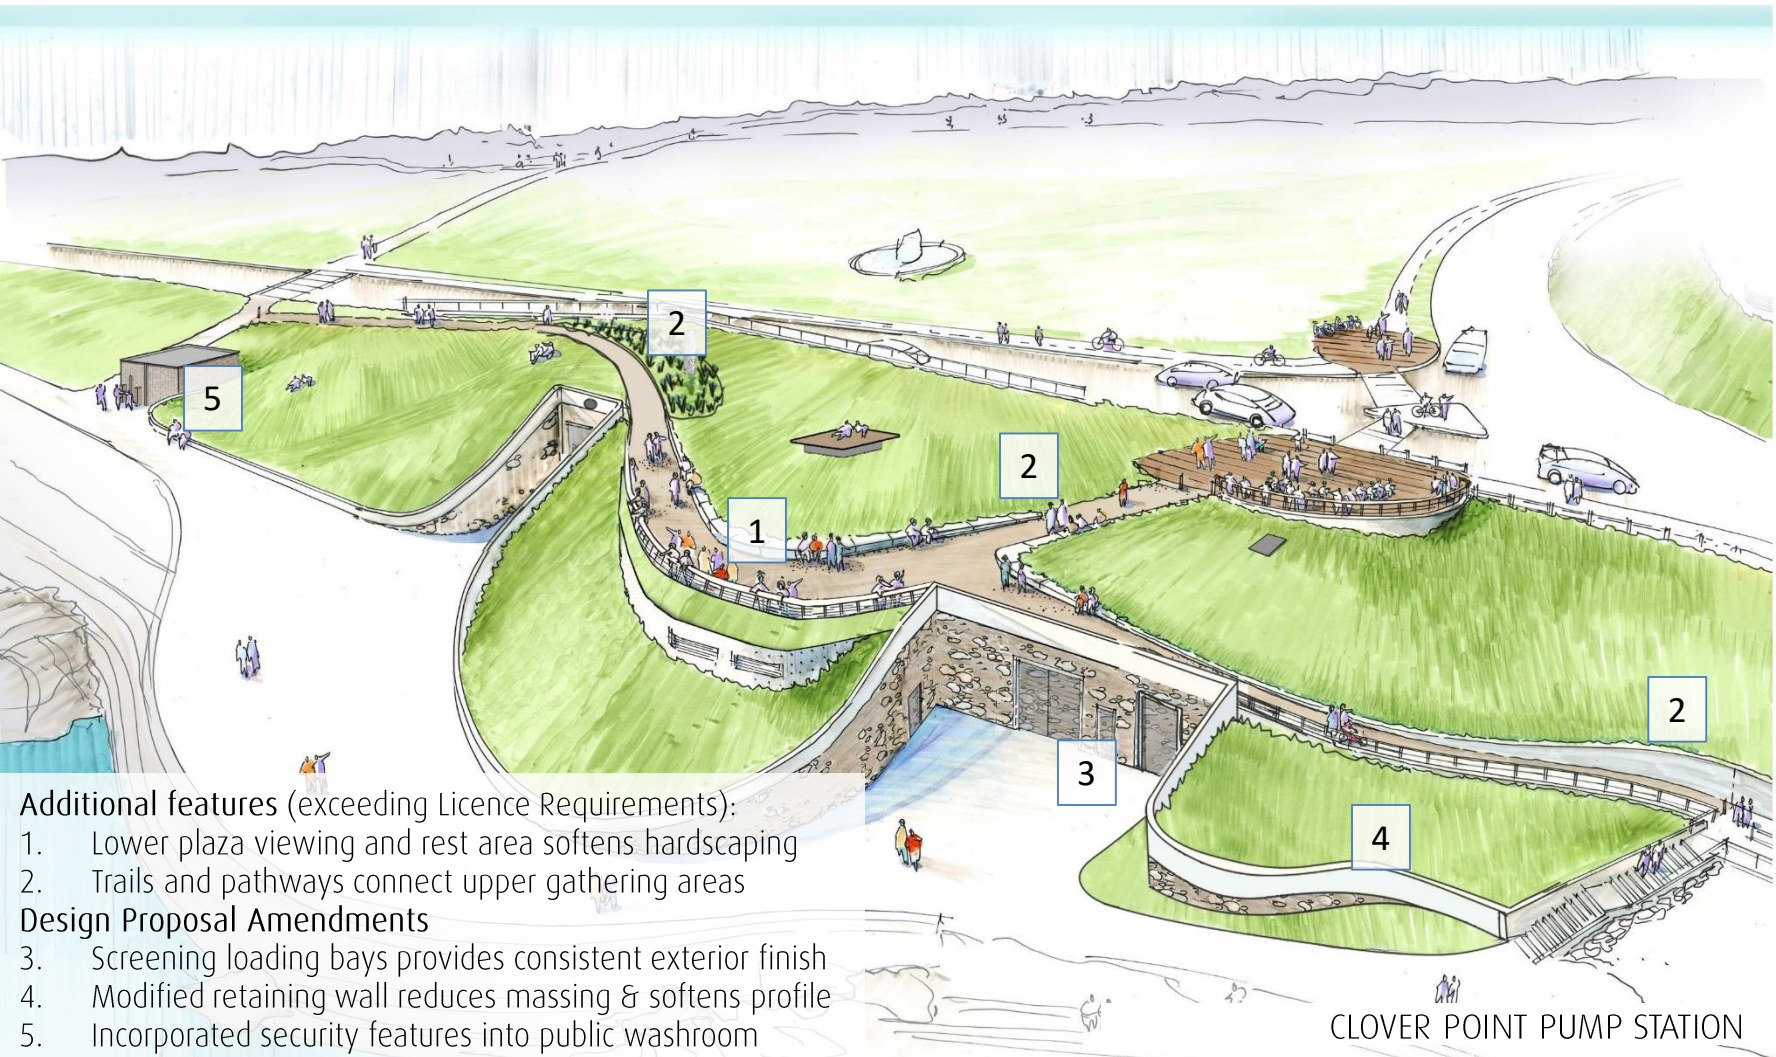 2
5
2
1
2
3
4
Additional features (exceeding Licence Requirements):
1. Lower plaza viewing and rest area softens hardscaping
2. Trails and pathways connect upper gathering areas
Design Proposal Amendments
3. Screening loading bays provides consistent exterior finish
4. Modified retaining wall reduces massing & softens profile
5. Incorporated security features into public washroom
CLOVER POINT PUMP STATION